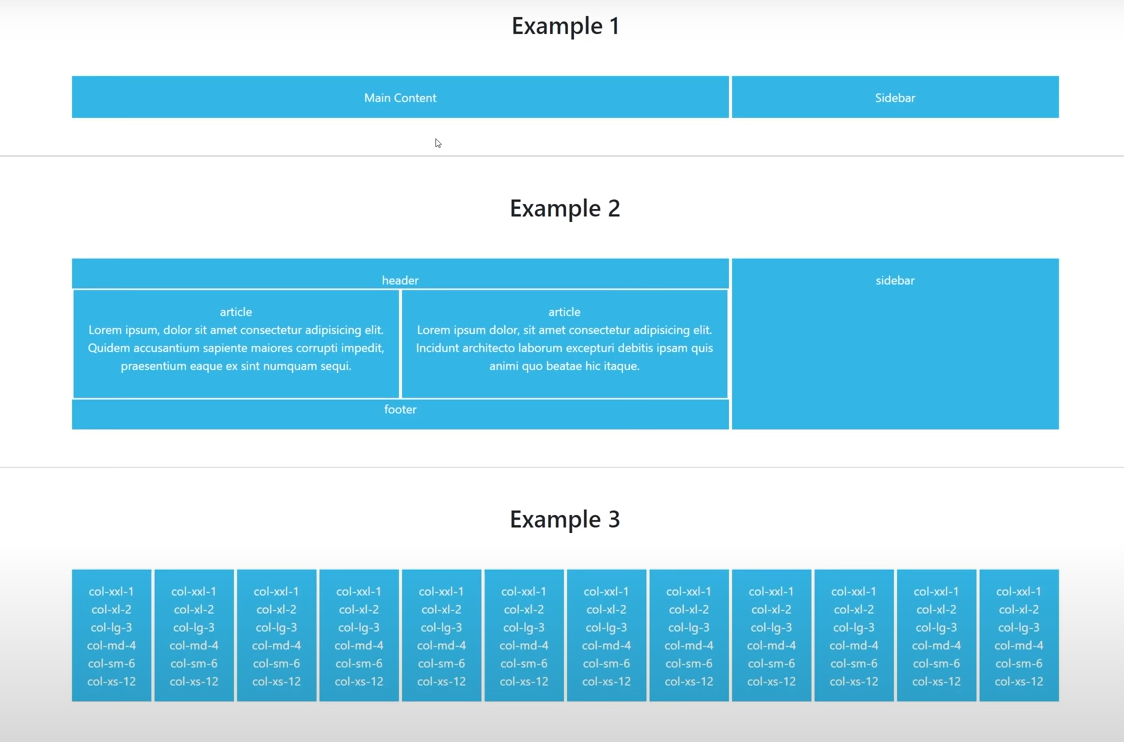 Example 1
Main Content
Sidebar
Example 2
header
sidebar
article
Lorem ipsum, dolor sit amet consectetur adipisicing elit.
Quidem accusantium sapiente maiores corrupti impedit,
praesentium eaque ex sint numquam sequi.
article
Lorem ipsum dolor, sit amet consectetur adipisicing elit.
Incidunt architecto laborum excepturi debitis ipsam quis
animi quo beatae hic itaque.
footer
Example 3
col-xxl-1 col-xxl-1 col-xxl-1 col-xxl-1 col-xxl-1 col-xxl-1 col-xxl-1 col-xxl-1 col-xxl-1 col-xxl-1 col-xxl-1 col-xxl-1
col-xl-2 col-xl-2 col-xl-2 col-xl-2 col-xl-2 col-xl-2 col-xl-2 col-xl-2 col-xl-2 col-xl-2 col-xl-2 col-xl-2
col-lg-3 col-lg-3 col-lg-3 col-lg-3 col-lg-3 col-lg-3 col-lg-3 col-lg-3 col-lg-3 col-lg-3 col-lg-3 col-lg-3
col-md-4 col-md-4 col-md-4 col-md-4 col-md-4 col-md-4 col-md-4 col-md-4 col-md-4 col-md-4 col-md-4 col-md-4
col-sm-6 col-sm-6 col-sm-6 col-sm-6 col-sm-6 col-sm-6 col-sm-6 col-sm-6 col-sm-6 col-sm-6 col-sm-6 col-sm-6
col-xs-12 col-xs-12 col-xs-12 col-xs-12 col-xs-12 col-xs-12 col-xs-12 col-xs-12 col-xs-12 col-xs-12 col-xs-12 col-xs-12